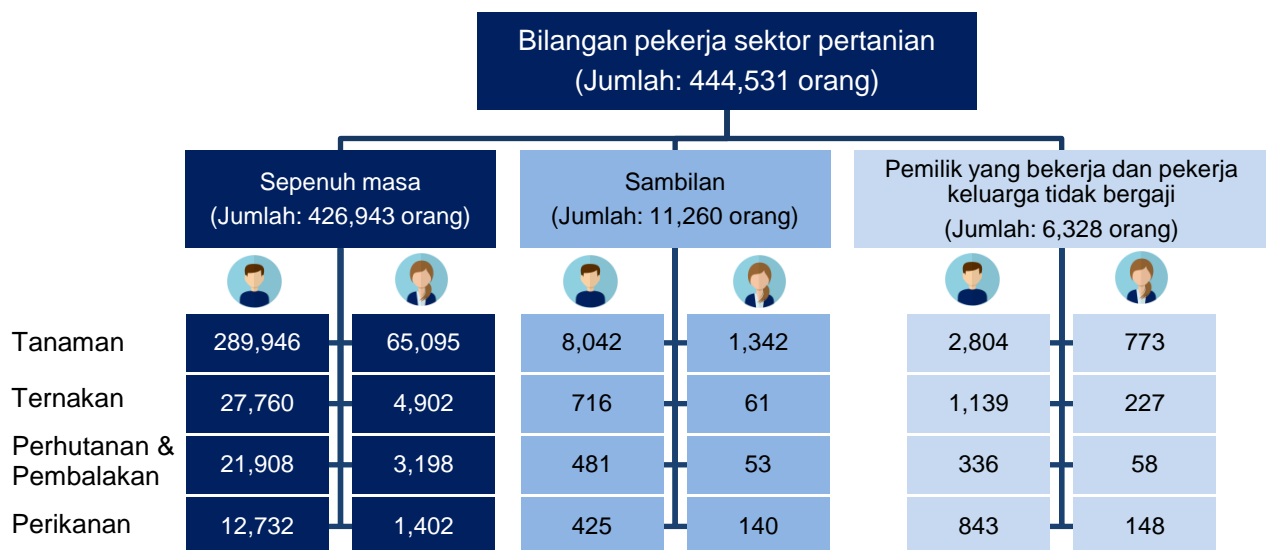 Bilangan pekerja sektor pertanian
(Jumlah: 444,531 orang)
Sepenuh masa
(Jumlah: 426,943 orang)
Sambilan
(Jumlah: 11,260 orang)
Pemilik yang bekerja dan pekerja
keluarga tidak bergaji
(Jumlah: 6,328 orang)
Tanaman 289,946 65,095 8,042 1,342 2,804 773
Ternakan 27,760 4,902 716 61 1,139 227
Perhutanan &
Pembalakan 21,908 3,198 481 53 336 58
Perikanan 12,732 1,402 425 140 843 148